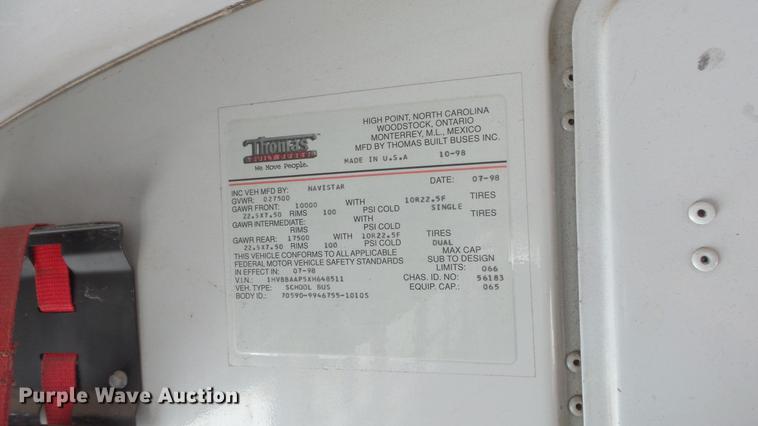 HIGH POINT, NORTH CAROLINA
WOODSTOCK, ONTARIO
MONTERREY, M.L., MEXICO
MFD BY THOMAS BUILT BUSES INC.
Thomas
BUILT BUSES
We Move People.
MADE IN U.S.A 10-98
INC VEH MFD BY: NAVISTAR DATE: 07-98
GVWR: 027500
GAWR FRONT: 10000 WITH 10R22.5F TIRES
22.5X7.50 RIMS 100 PSI COLD SINGLE
GAWR INTERMEDIATE: WITH TIRES
RIMS PSI COLD
GAWR REAR: 17500 WITH 10R22.5F TIRES
22.5X7.50 RIMS 100 PSI COLD DUAL
THIS VEHICLE CONFORMS TO ALL APPLICABLE MAX CAP
FEDERAL MOTOR VEHICLE SAFETY STANDARDS SUB TO DESIGN
IN EFFECT IN: 07-98 LIMITS: 066
V.I.N.: 1HVBBAAP5XH648511 CHAS. ID. NO.: 56183
VEH. TYPE: SCHOOL BUS EQUIP. CAP.: 065
BODY ID.: 70590-9946755-1010S
Purple Wave Auction